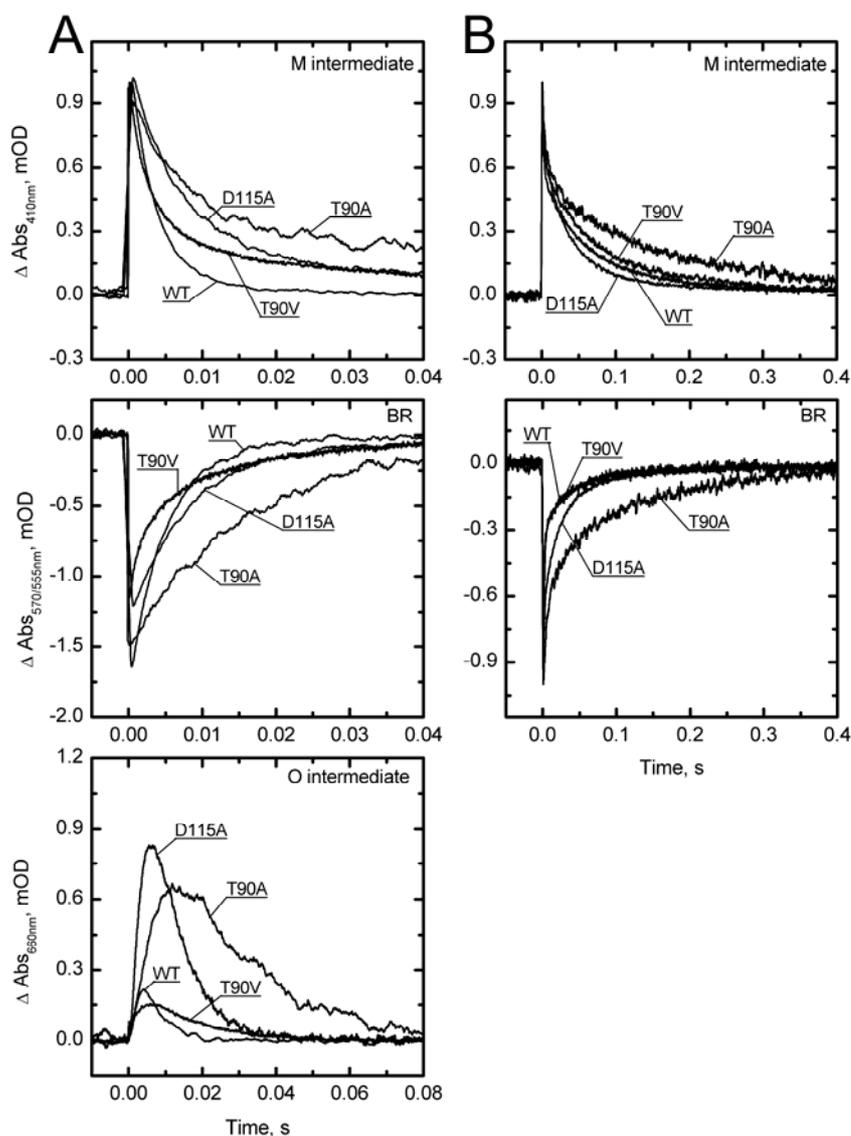 A
M intermediate
Δ Abs410nm, mOD
0.9
0.6
0.3
0.0
-0.3
D115A
T90A
WT
T90V
0.00 0.01 0.02 0.03 0.04
BR
Δ Abs570/555nm, mOD
0.0
-0.5
-1.0
-1.5
-2.0
WT
T90V
D115A
T90A
0.00 0.01 0.02 0.03 0.04
O intermediate
Δ Abs660nm, mOD
1.2
0.9
0.6
0.3
0.0
D115A
T90A
WT
T90V
0.00 0.02 0.04 0.06 0.08
Time, s
B
M intermediate
0.9
0.6
0.3
0.0
-0.3
T90V
T90A
D115A
WT
0.0 0.1 0.2 0.3 0.4
BR
0.0
-0.3
-0.6
-0.9
WT
T90V
T90A
D115A
0.0 0.1 0.2 0.3 0.4
Time, s